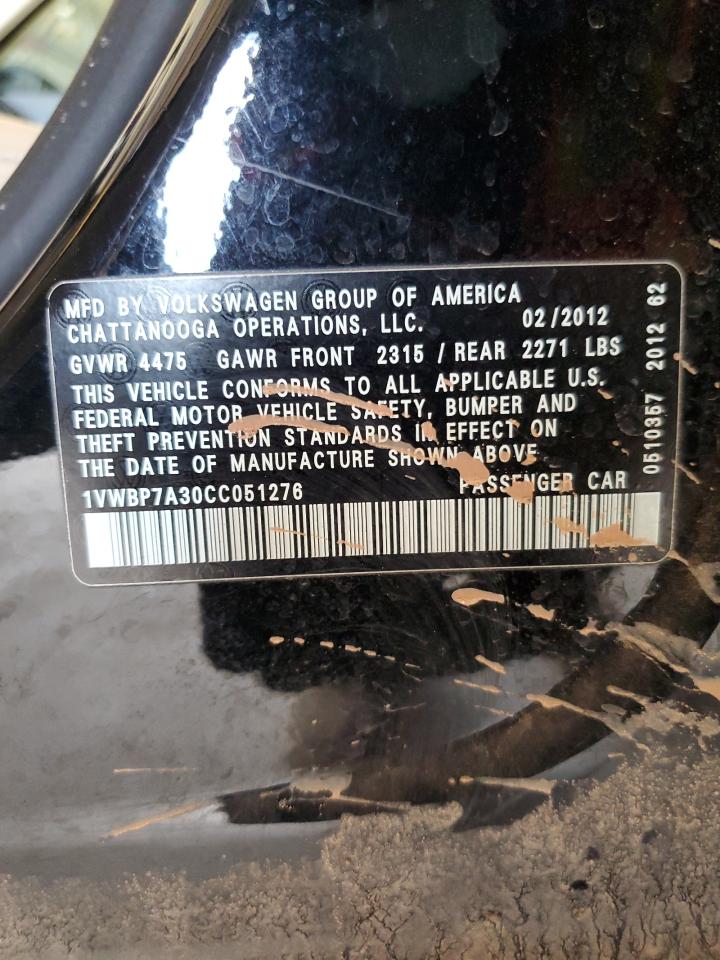 MFD BY VOLKSWAGEN GROUP OF AMERICA
CHATTANOOGA OPERATIONS, LLC. 02/2012
GVWR 4475 GAWR FRONT 2315 / REAR 2271 LBS
THIS VEHICLE CONFORMS TO ALL APPLICABLE U.S.
FEDERAL MOTOR VEHICLE SAFETY, BUMPER AND
THEFT PREVENTION STANDARDS IN EFFECT ON
THE DATE OF MANUFACTURE SHOWN ABOVE
1VWBP7A30CC051276 PASSENGER CAR
0510357 2012 62